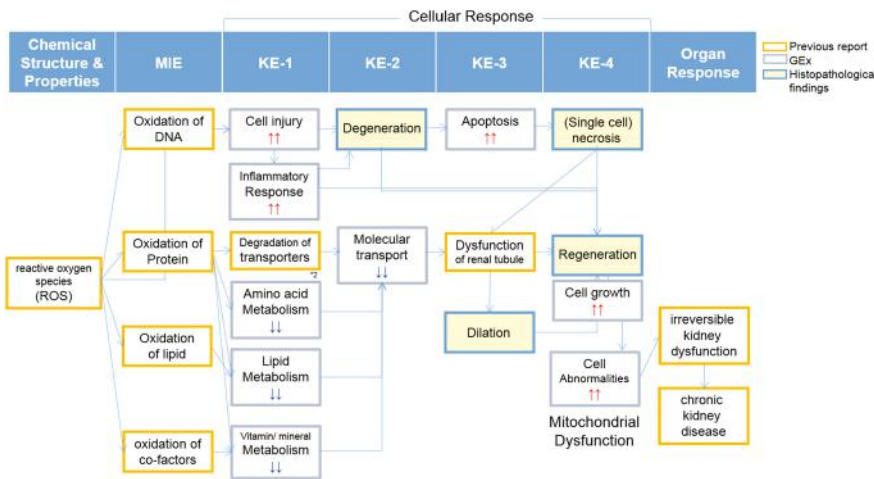 Cellular Response
Chemical
Structure &
Properties
MIE
KE-1
KE-2
KE-3
KE-4
Organ
Response
Previous report
GEx
Histopathological
findings
Oxidation of
DNA
Cell injury
↑↑
Degeneration
Apoptosis
↑↑
(Single cell)
necrosis
Inflammatory
Response
↑↑
reactive oxygen
species
(ROS)
Oxidation of
Protein
Degradation of
transporters
*2
Molecular
transport
↓↓
Dysfunction
of renal tubule
Regeneration
Amino acid
Metabolism
↓↓
Cell growth
↑↑
Dilation
Oxidation
of lipid
Lipid
Metabolism
↓↓
Cell
Abnormalities
↑↑
irreversible
kidney
dysfunction
Mitochondrial
Dysfunction
chronic
kidney
disease
oxidation of
co-factors
Vitamin/ mineral
Metabolism
↓↓